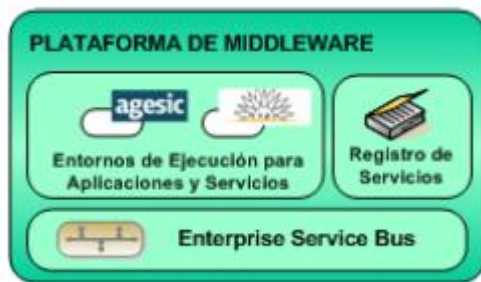 PLATAFORMA DE MIDDLEWARE
agesic
Entornos de Ejecución para
Aplicaciones y Servicios
Registro de
Servicios
Enterprise Service Bus